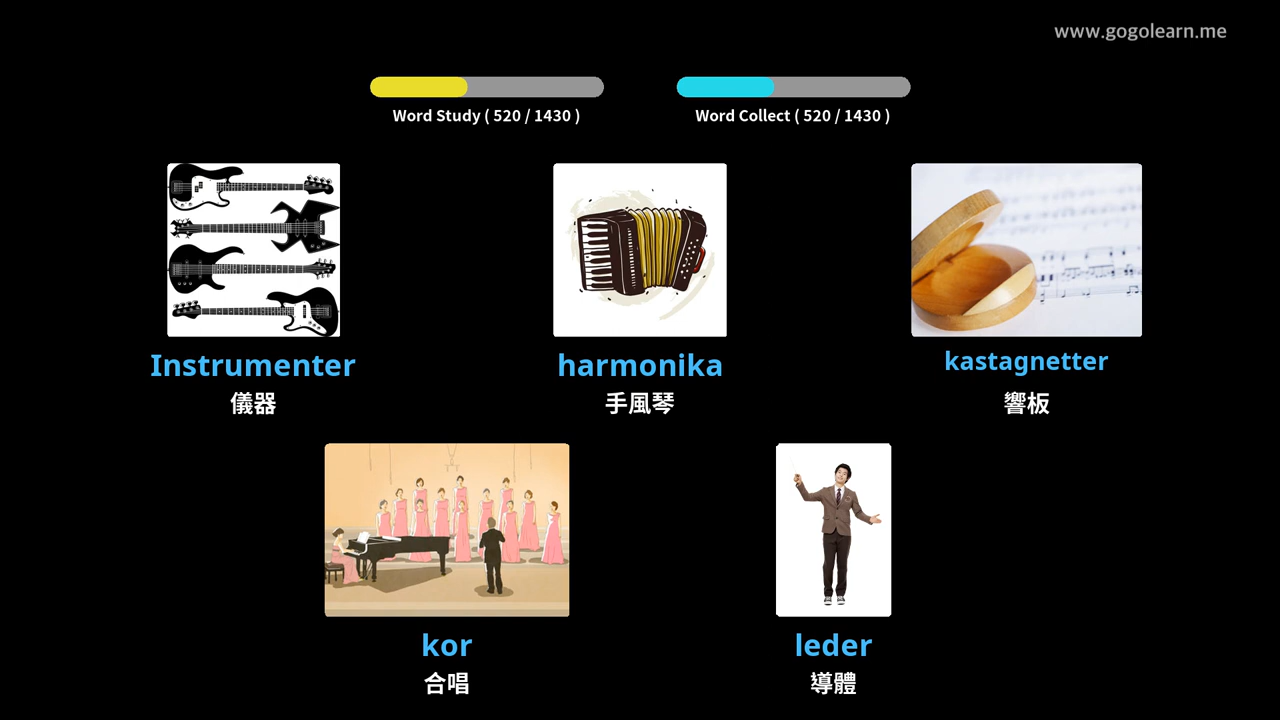 www.gogolearn.me
Word Study ( 520 / 1430 )
Word Collect ( 520 / 1430 )
Instrumenter
儀器
harmonika
手風琴
kastagnetter
響板
kor
合唱
leder
導體